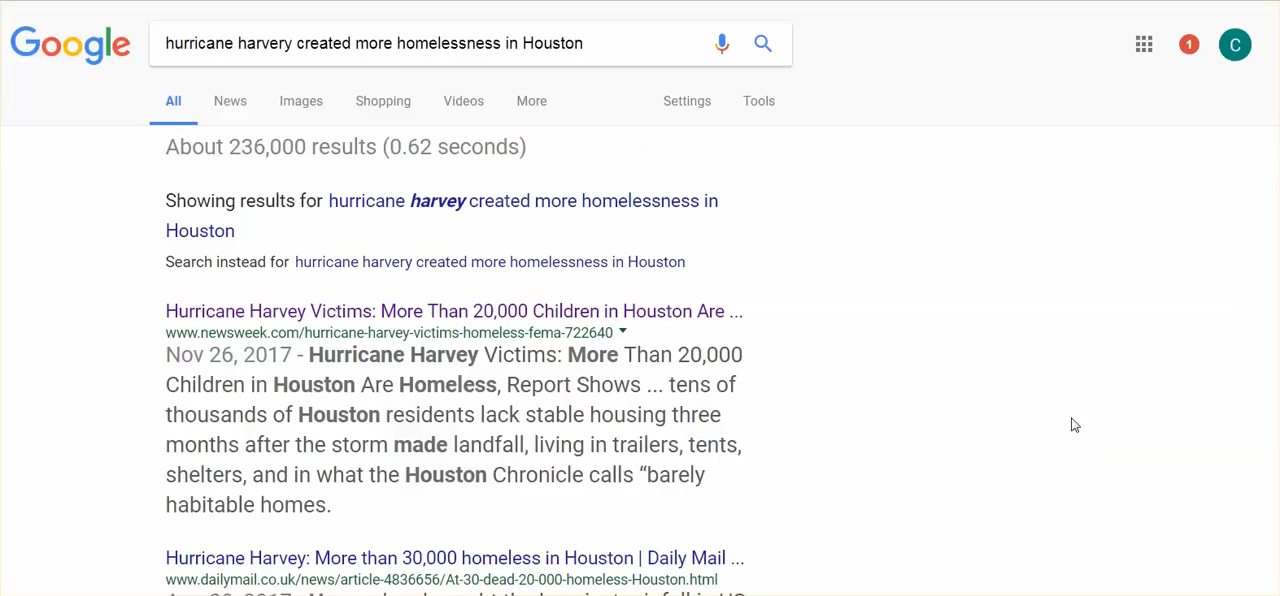 Google
hurricane harvery created more homelessness in Houston
1
C
All News Images Shopping Videos More Settings Tools
About 236,000 results (0.62 seconds)
Showing results for hurricane harvey created more homelessness in
Houston
Search instead for hurricane harvery created more homelessness in Houston
Hurricane Harvey Victims: More Than 20,000 Children in Houston Are ...
www.newsweek.com/hurricane-harvey-victims-homeless-fema-722640
Nov 26, 2017 - Hurricane Harvey Victims: More Than 20,000
Children in Houston Are Homeless, Report Shows ... tens of
thousands of Houston residents lack stable housing three
months after the storm made landfall, living in trailers, tents,
shelters, and in what the Houston Chronicle calls “barely
habitable homes.
Hurricane Harvey: More than 30,000 homeless in Houston | Daily Mail ...
www.dailymail.co.uk/news/article-4836656/At-30-dead-20-000-homeless-Houston.html